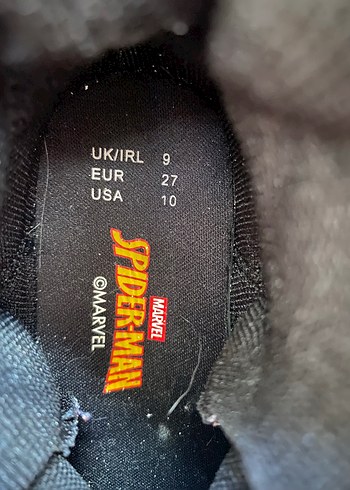 UK/IRL 9
EUR 27
USA 10
MARVEL
SPIDER-MAN
©MARVEL